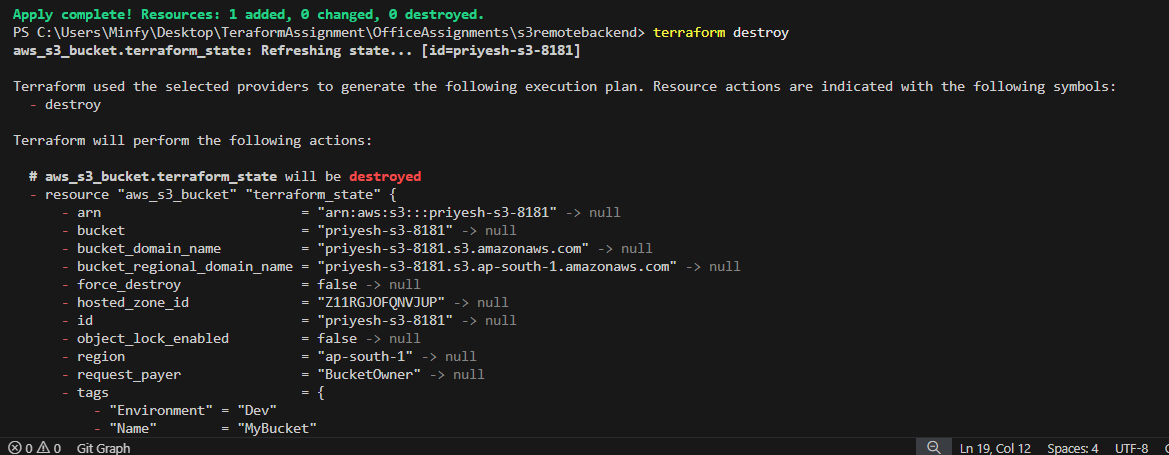 Apply complete! Resources: 1 added, 0 changed, 0 destroyed.
PS C:\Users\Minfy\Desktop\TeraformAssignment\OfficeAssignments\s3remotebackend> terraform destroy
aws_s3_bucket.terraform_state: Refreshing state... [id=priyesh-s3-8181]
Terraform used the selected providers to generate the following execution plan. Resource actions are indicated with the following symbols:
- destroy
Terraform will perform the following actions:
# aws_s3_bucket.terraform_state will be destroyed
- resource "aws_s3_bucket" "terraform_state" {
- arn = "arn:aws:s3:::priyesh-s3-8181" -> null
- bucket = "priyesh-s3-8181" -> null
- bucket_domain_name = "priyesh-s3-8181.s3.amazonaws.com" -> null
- bucket_regional_domain_name = "priyesh-s3-8181.s3.ap-south-1.amazonaws.com" -> null
- force_destroy = false -> null
- hosted_zone_id = "Z11RGJOFQNVJUP" -> null
- id = "priyesh-s3-8181" -> null
- object_lock_enabled = false -> null
- region = "ap-south-1" -> null
- request_payer = "BucketOwner" -> null
- tags = {
- "Environment" = "Dev"
- "Name" = "MyBucket"
0 0 Git Graph Ln 19, Col 12 Spaces: 4 UTF-8